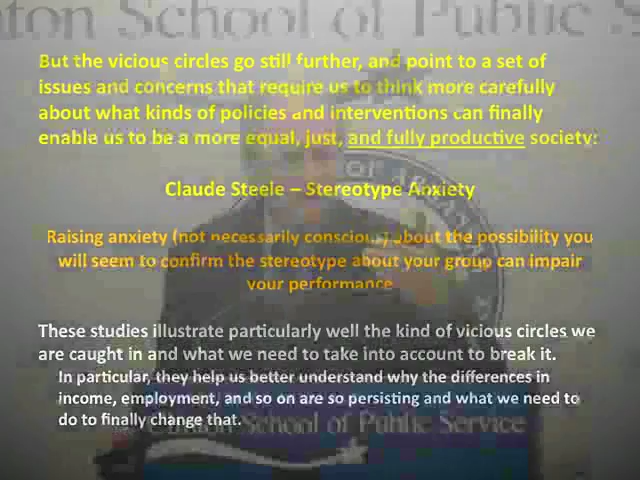 nton School of Public S
But the vicious circles go still further, and point to a set of
issues and concerns that require us to think more carefully
about what kinds of policies and interventions can finally
enable us to be a more equal, just, and fully productive society:
Claude Steele – Stereotype Anxiety
Raising anxiety (not necessarily conscious) about the possibility you
will seem to confirm the stereotype about your group can impair
your performance
These studies illustrate particularly well the kind of vicious circles we
are caught in and what we need to take into account to break it.
In particular, they help us better understand why the differences in
income, employment, and so on are so persisting and what we need to
do to finally change that.
Clinton School of Public Service